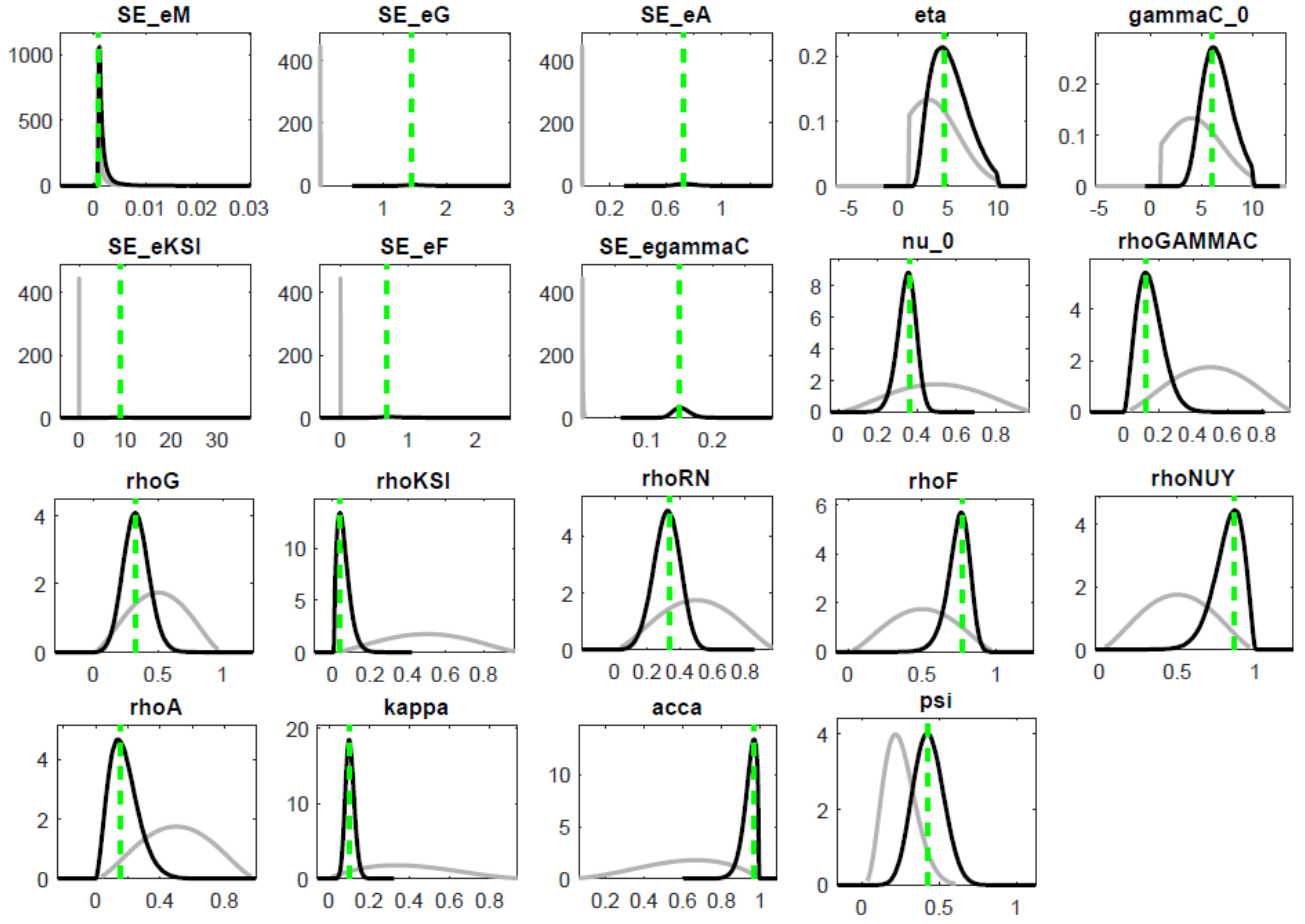 SE_eM
SE_eG
SE_eA
eta
gammaC_0
1000
500
0
0 0.01 0.02 0.03
400
200
0
1 2 3
400
200
0
0.2 0.6 1
0.2
0.1
0
-5 0 5 10
0.2
0.1
0
-5 0 5 10
SE_eKSI
SE_eF
SE_egammaC
nu_0
rhoGAMMAC
400
200
0
0 10 20 30
400
200
0
0 1 2
400
200
0
0.1 0.2
8
6
4
2
0
0 0.2 0.4 0.6 0.8
4
2
0
0 0.2 0.4 0.6 0.8
rhoG
rhoKSI
rhoRN
rhoF
rhoNUY
4
2
0
0 0.5 1
10
5
0
0 0.2 0.4 0.6 0.8
4
2
0
0 0.2 0.4 0.6 0.8
6
4
2
0
0 0.5 1
4
2
0
0 0.5 1
rhoA
kappa
acca
psi
4
2
0
0 0.2 0.4 0.6 0.8
20
10
0
0 0.2 0.4 0.6 0.8
10
5
0
0.2 0.4 0.6 0.8 1
4
2
0
0 0.5 1